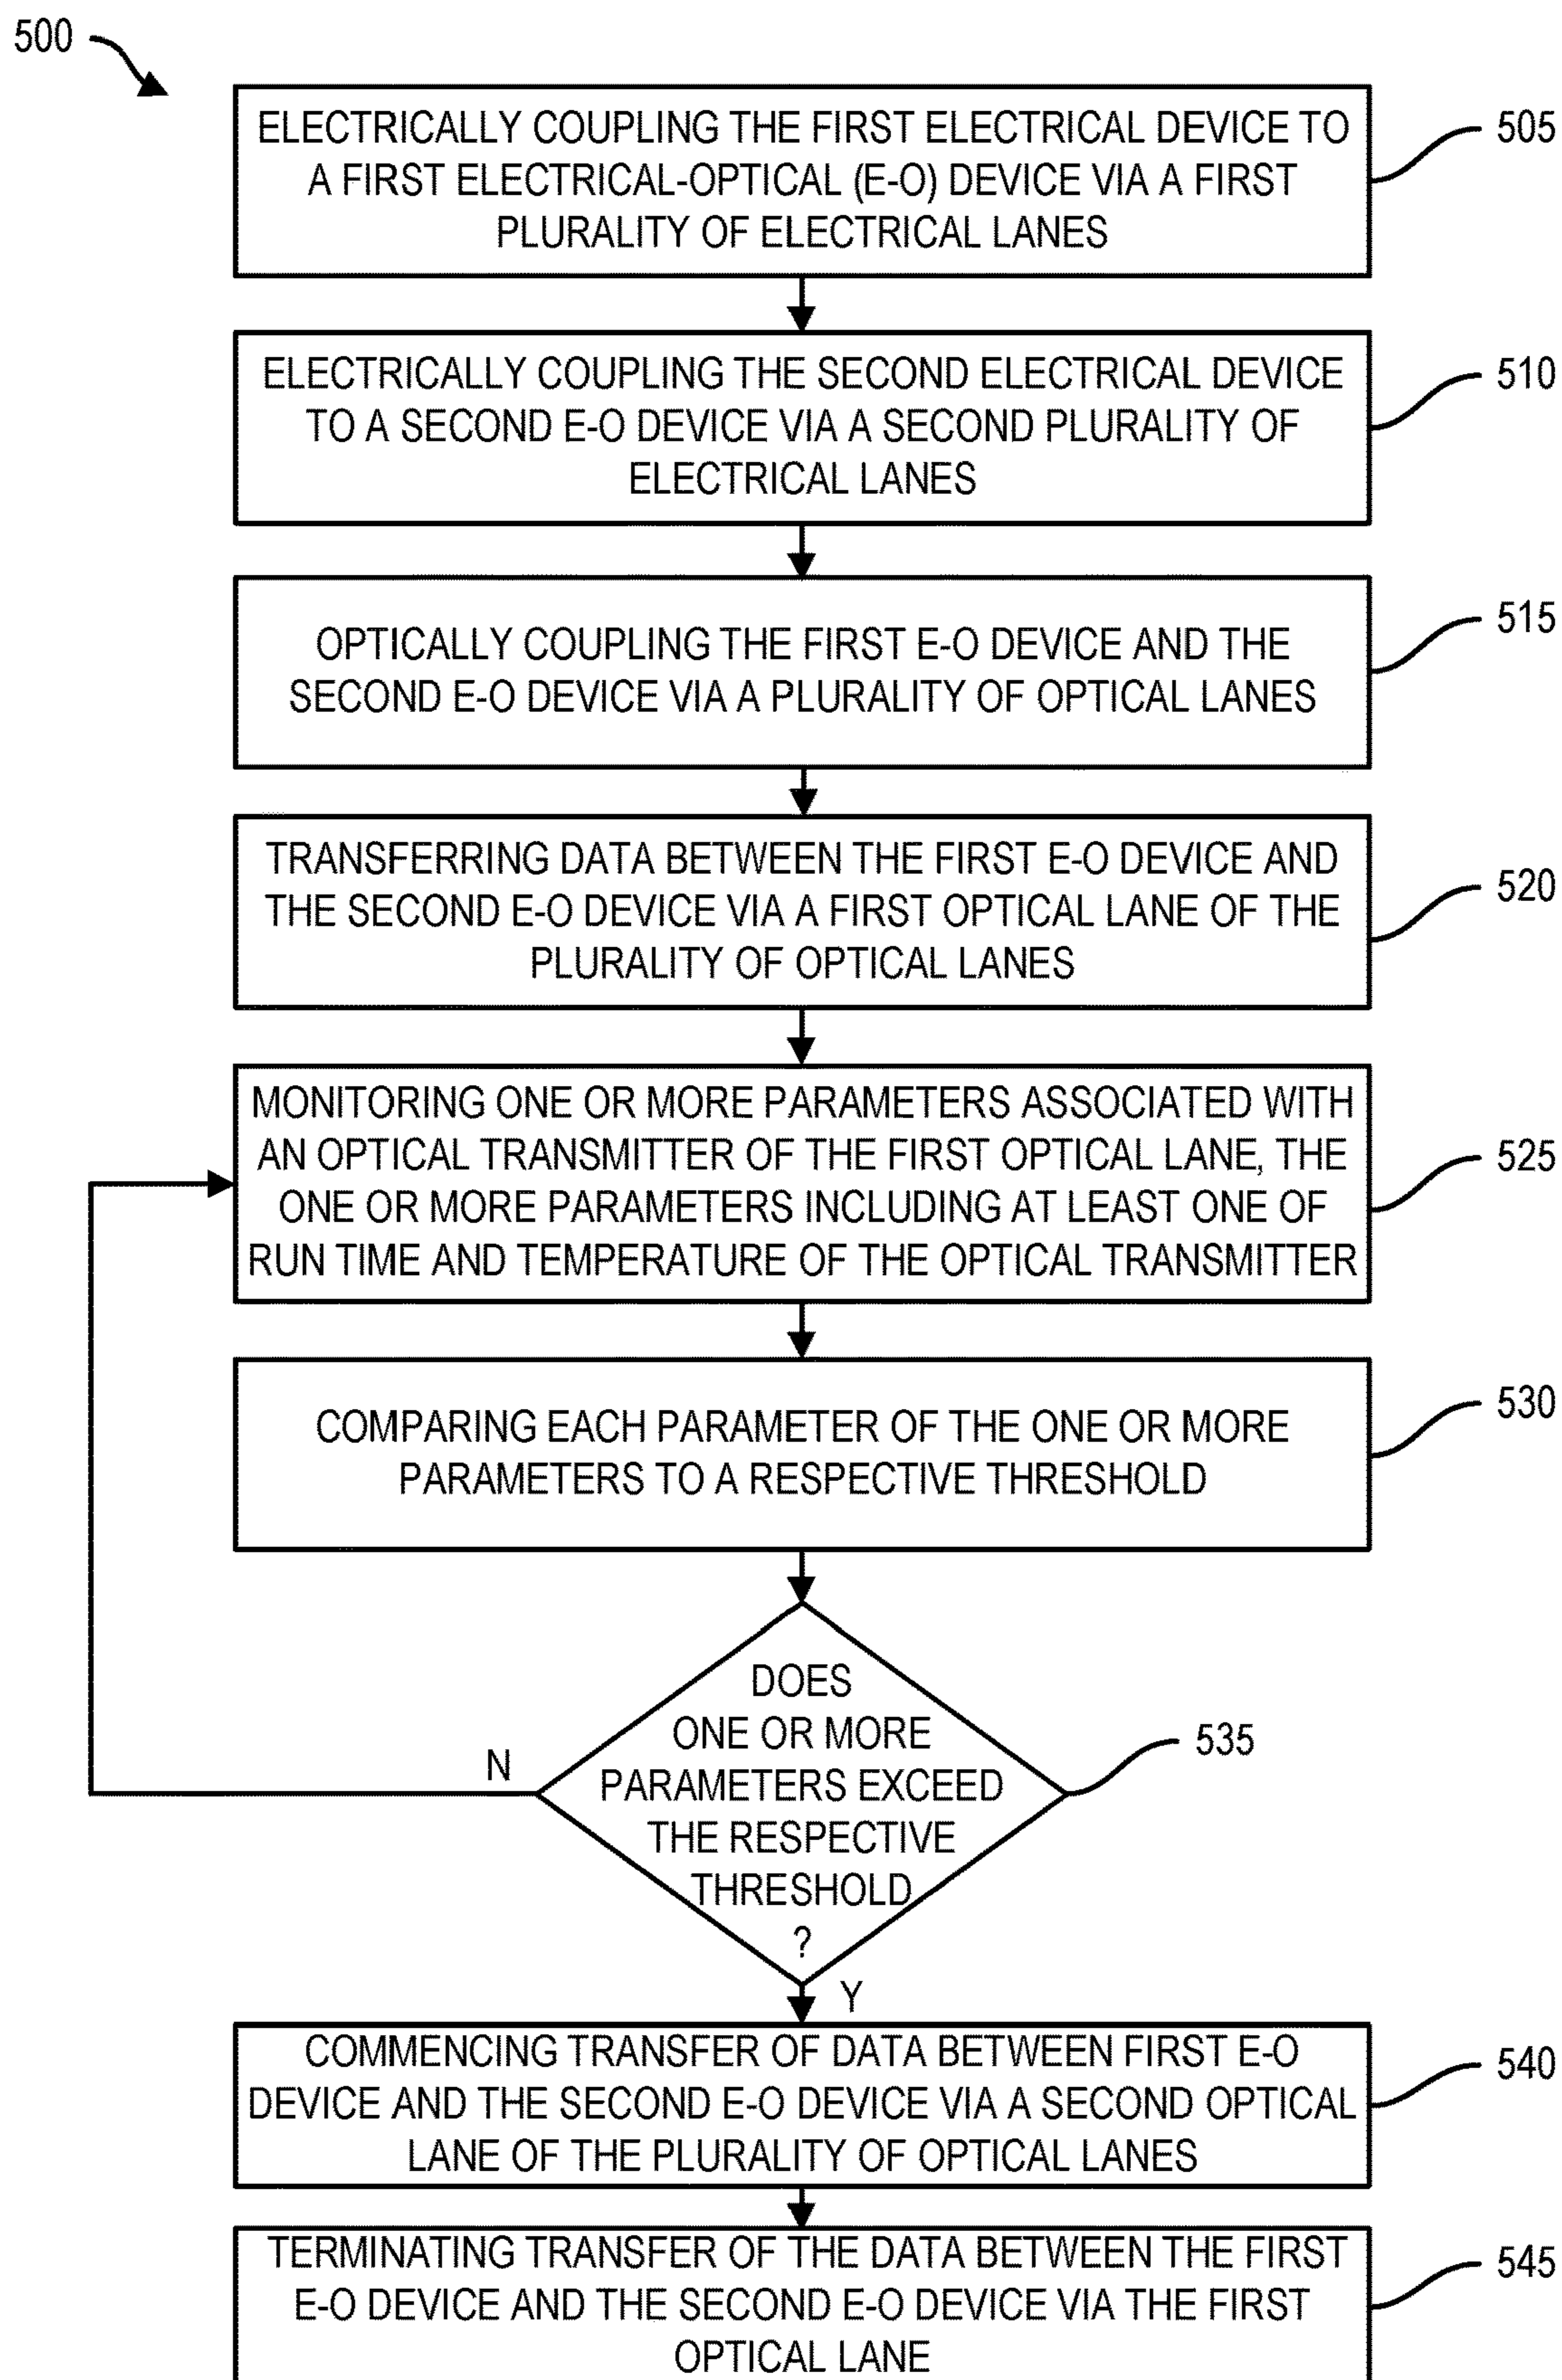 500
ELECTRICALLY COUPLING THE FIRST ELECTRICAL DEVICE TO
A FIRST ELECTRICAL-OPTICAL (E-O) DEVICE VIA A FIRST
PLURALITY OF ELECTRICAL LANES
505
ELECTRICALLY COUPLING THE SECOND ELECTRICAL DEVICE
TO A SECOND E-O DEVICE VIA A SECOND PLURALITY OF
ELECTRICAL LANES
510
OPTICALLY COUPLING THE FIRST E-O DEVICE AND THE
SECOND E-O DEVICE VIA A PLURALITY OF OPTICAL LANES
515
TRANSFERRING DATA BETWEEN THE FIRST E-O DEVICE AND
THE SECOND E-O DEVICE VIA A FIRST OPTICAL LANE OF THE
PLURALITY OF OPTICAL LANES
520
MONITORING ONE OR MORE PARAMETERS ASSOCIATED WITH
AN OPTICAL TRANSMITTER OF THE FIRST OPTICAL LANE, THE
ONE OR MORE PARAMETERS INCLUDING AT LEAST ONE OF
RUN TIME AND TEMPERATURE OF THE OPTICAL TRANSMITTER
525
COMPARING EACH PARAMETER OF THE ONE OR MORE
PARAMETERS TO A RESPECTIVE THRESHOLD
530
DOES
ONE OR MORE
PARAMETERS EXCEED
THE RESPECTIVE
THRESHOLD
?
535
N
Y
COMMENCING TRANSFER OF DATA BETWEEN FIRST E-O
DEVICE AND THE SECOND E-O DEVICE VIA A SECOND OPTICAL
LANE OF THE PLURALITY OF OPTICAL LANES
540
TERMINATING TRANSFER OF THE DATA BETWEEN THE FIRST
E-O DEVICE AND THE SECOND E-O DEVICE VIA THE FIRST
OPTICAL LANE
545